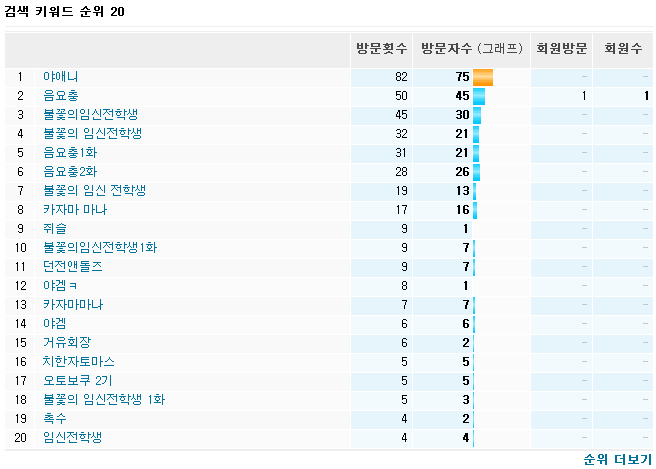 검색 키워드 순위 20
방문횟수 방문자수 (그래프) 회원방문 회원수
1 야애니 82 75 - -
2 음요충 50 45 1 1
3 불꽃의임신전학생 45 30 - -
4 불꽃의 임신전학생 32 21 - -
5 음요충1화 31 21 - -
6 음요충2화 28 26 - -
7 불꽃의 임신 전학생 19 13 - -
8 카자마 마나 17 16 - -
9 쥐슬 9 1 - -
10 불꽃의임신전학생1화 9 7 - -
11 던전앤돌즈 9 7 - -
12 야겜ㅋ 8 1 - -
13 카자마마나 7 7 - -
14 야겜 6 6 - -
15 거유회장 6 2 - -
16 치한자토마스 5 5 - -
17 오토보쿠 2기 5 5 - -
18 불꽃의 임신전학생 1화 5 3 - -
19 촉수 4 2 - -
20 임신전학생 4 4 - -
순위 더보기